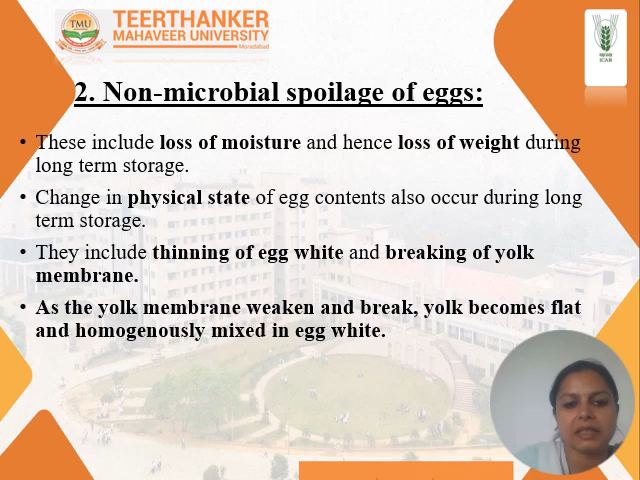 TMU
TEERTHANKER
MAHAVEER UNIVERSITY
Moradabad
ICAR
2. Non-microbial spoilage of eggs:
• These include loss of moisture and hence loss of weight during
long term storage.
• Change in physical state of egg contents also occur during long
term storage.
• They include thinning of egg white and breaking of yolk
membrane.
• As the yolk membrane weaken and break, yolk becomes flat
and homogenously mixed in egg white.